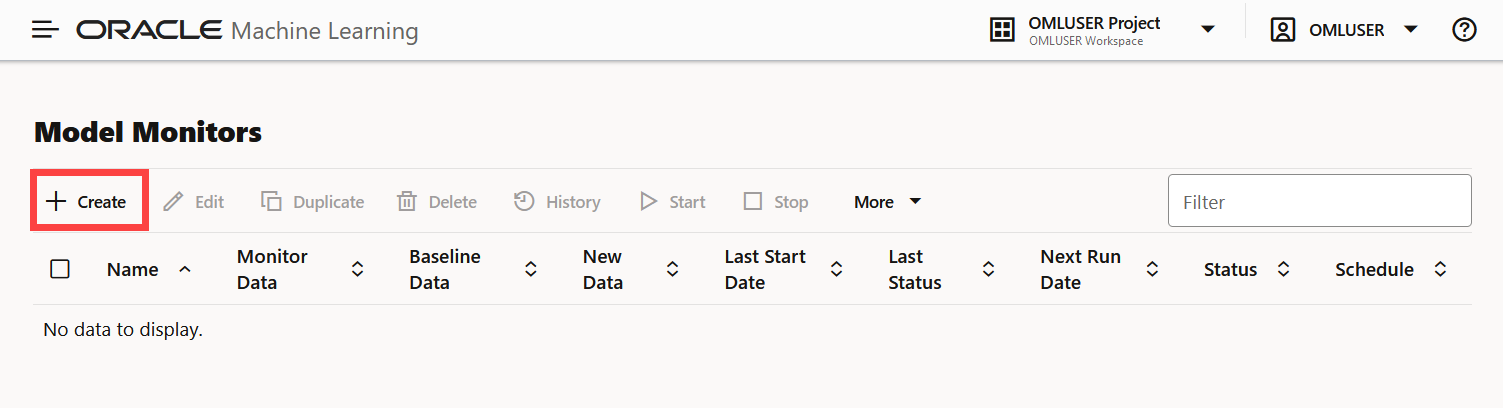 ORACLE Machine Learning
OMLUSER Project
OMLUSER Workspace
OMLUSER
Model Monitors
Create
Edit
Duplicate
Delete
History
Start
Stop
More
Filter
Name
Monitor
Data
Baseline
Data
New
Data
Last Start
Date
Last
Status
Next Run
Date
Status
Schedule
No data to display.